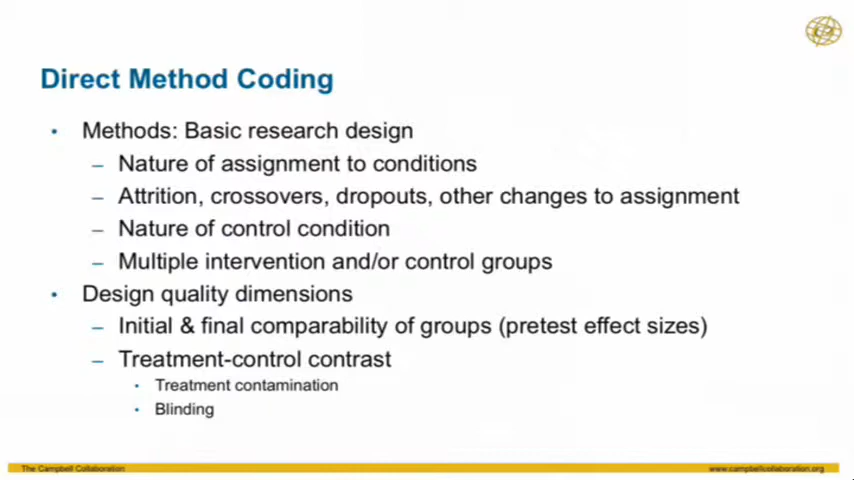 Direct Method Coding
• Methods: Basic research design
– Nature of assignment to conditions
– Attrition, crossovers, dropouts, other changes to assignment
– Nature of control condition
– Multiple intervention and/or control groups
• Design quality dimensions
– Initial & final comparability of groups (pretest effect sizes)
– Treatment-control contrast
• Treatment contamination
• Blinding
The Campbell Collaboration
www.campbellcollaboration.org